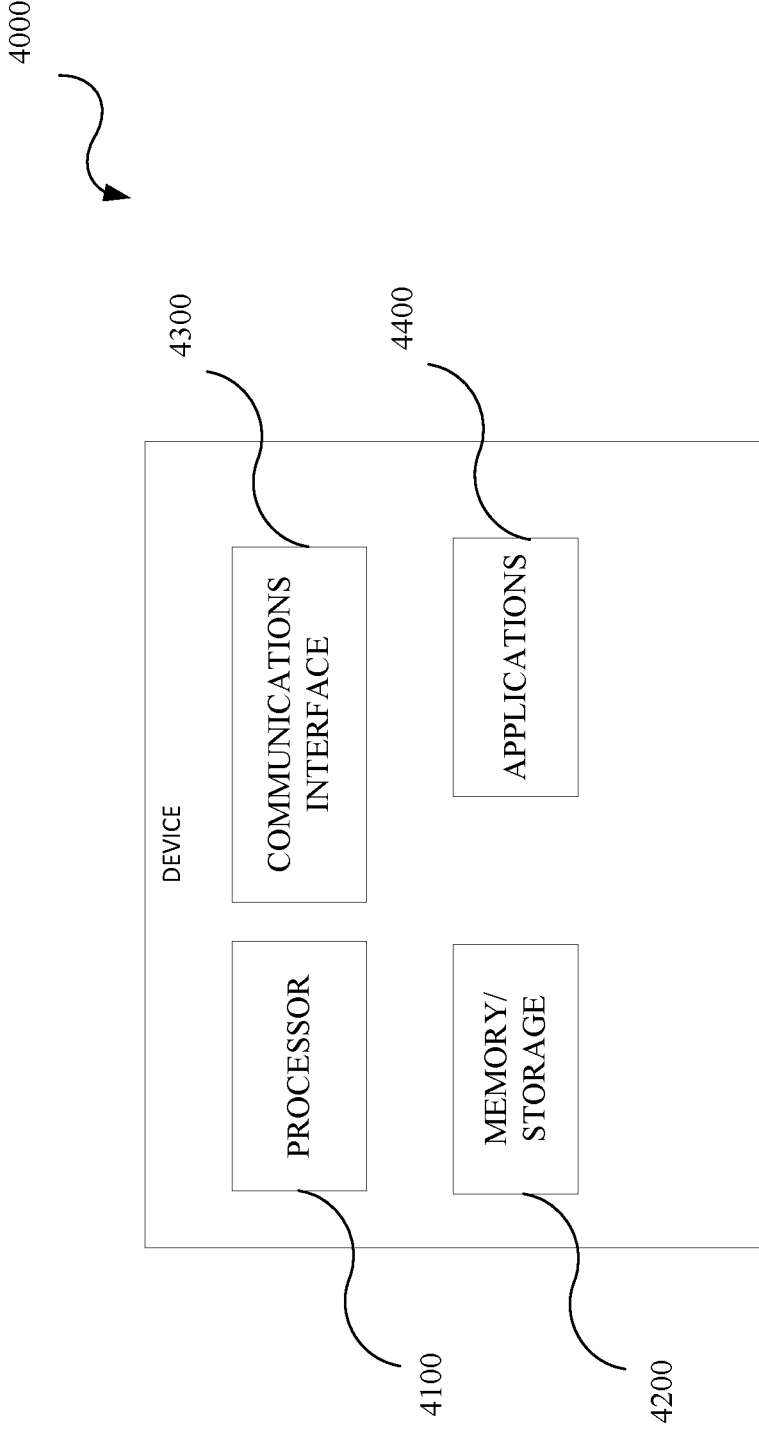 4000
DEVICE
4300
4100
PROCESSOR
COMMUNICATIONS
INTERFACE
4400
4200
MEMORY/
STORAGE
APPLICATIONS